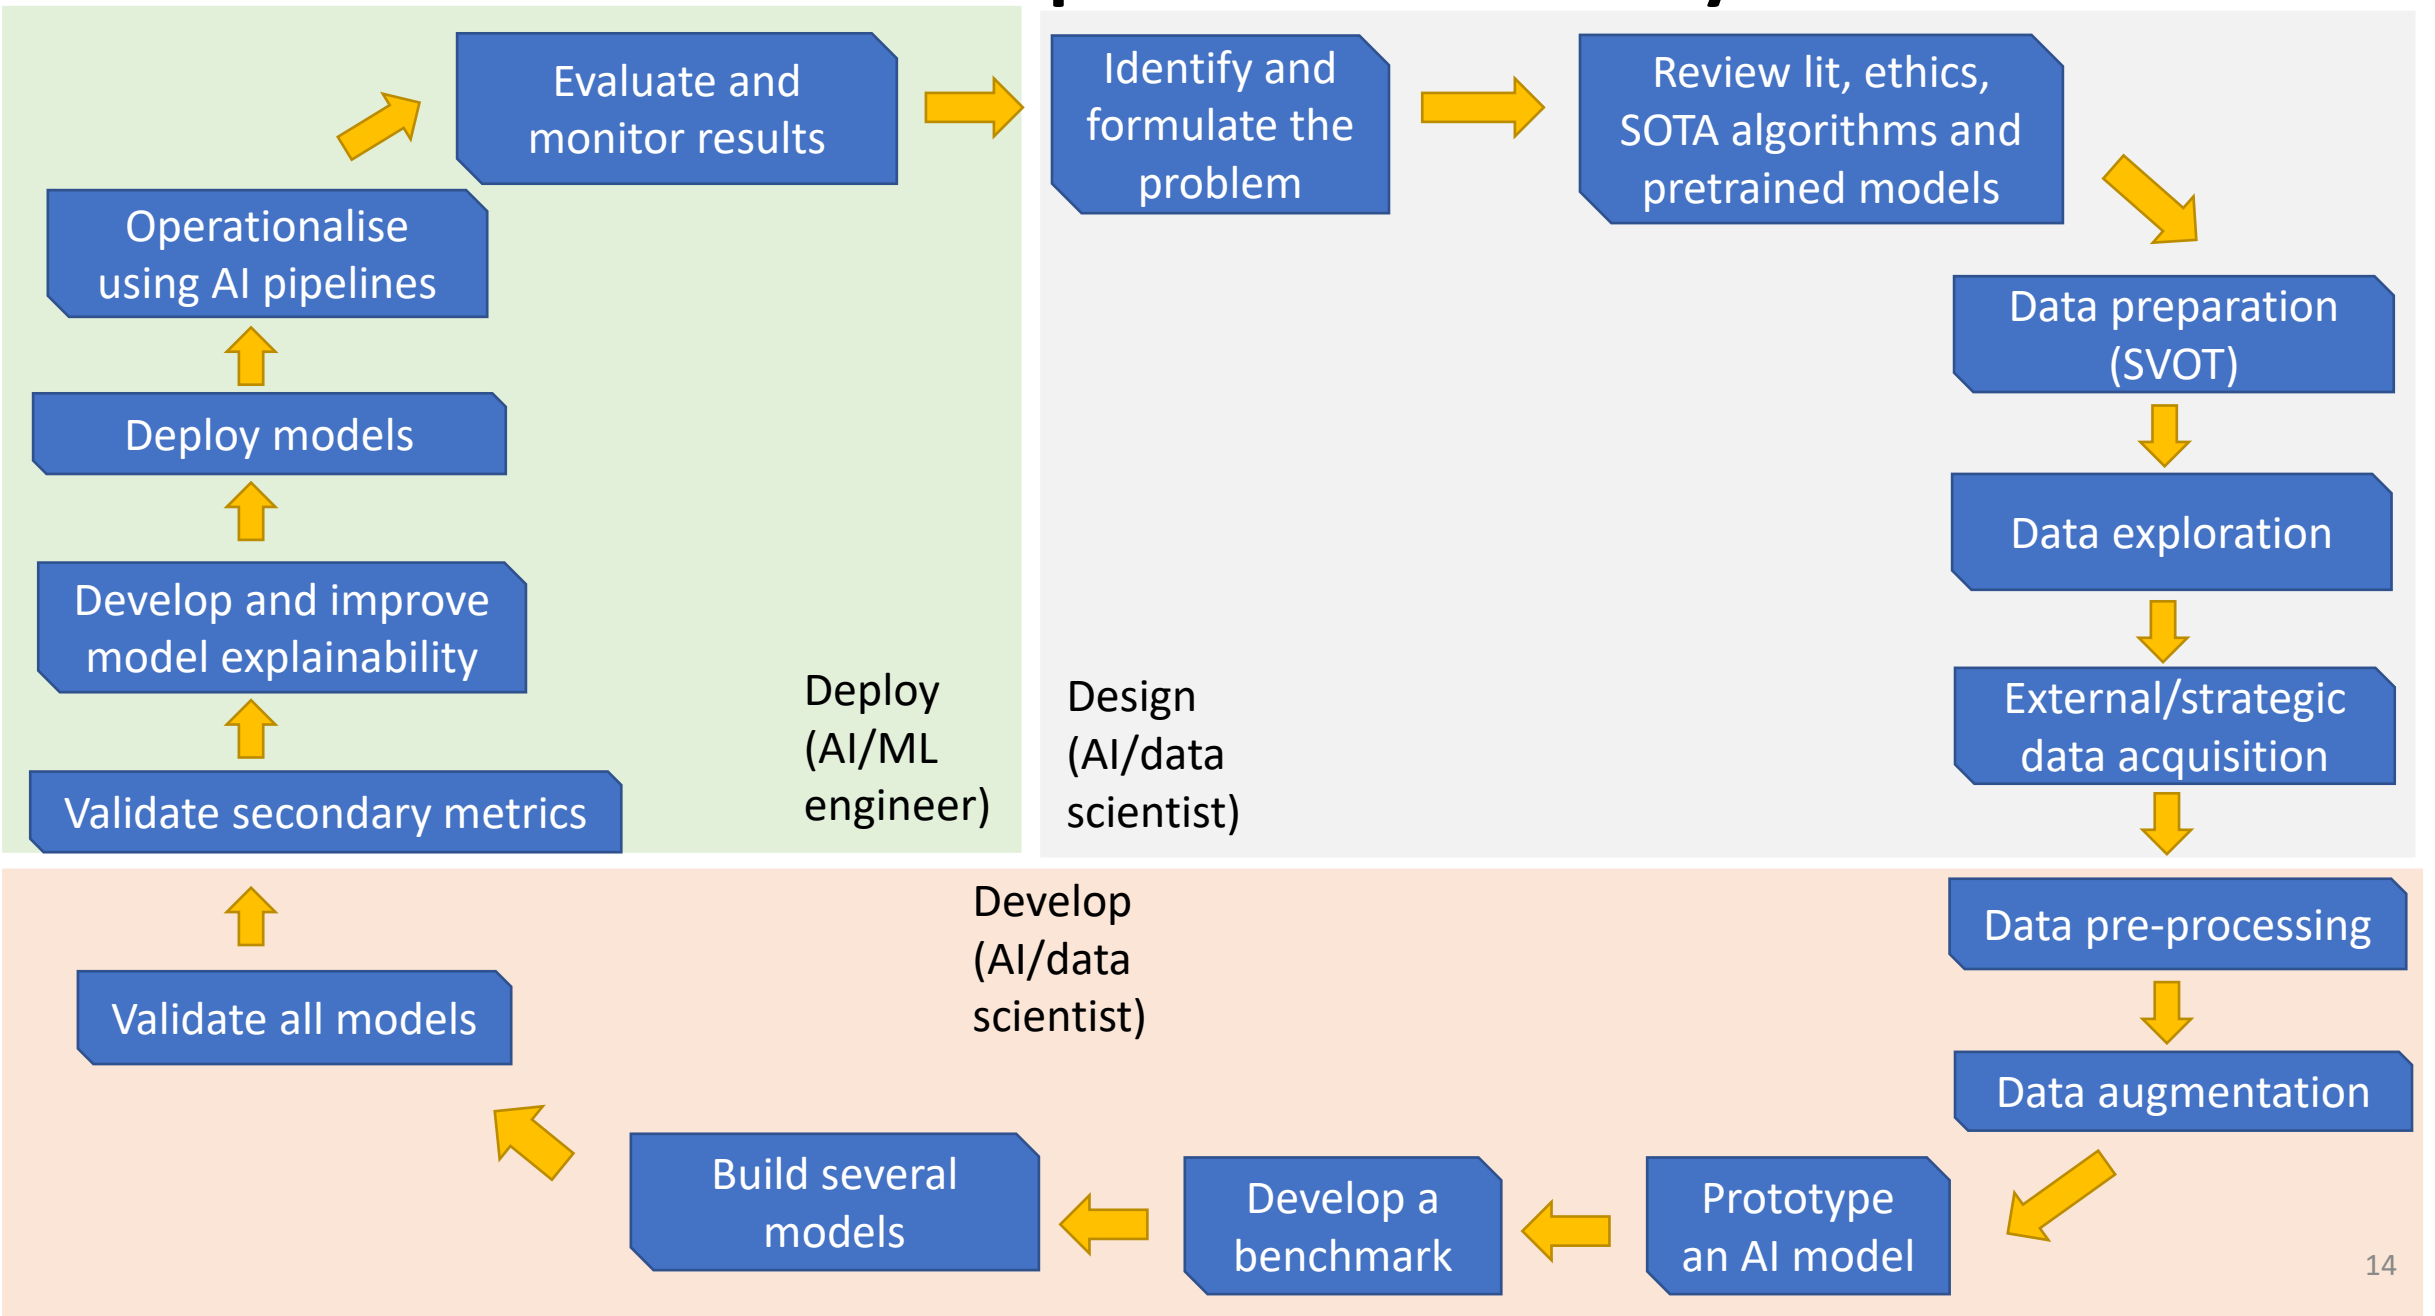 Evaluate and
monitor results
Identify and
formulate the
problem
Review lit, ethics,
SOTA algorithms and
pretrained models
Operationalise
using AI pipelines
Data preparation
(SVOT)
Deploy models
Data exploration
Develop and improve
model explainability
External/strategic
data acquisition
Deploy
(AI/ML
engineer)
Design
(AI/data
scientist)
Validate secondary metrics
Develop
(AI/data
scientist)
Data pre-processing
Validate all models
Data augmentation
Build several
models
Develop a
benchmark
Prototype
an AI model
14